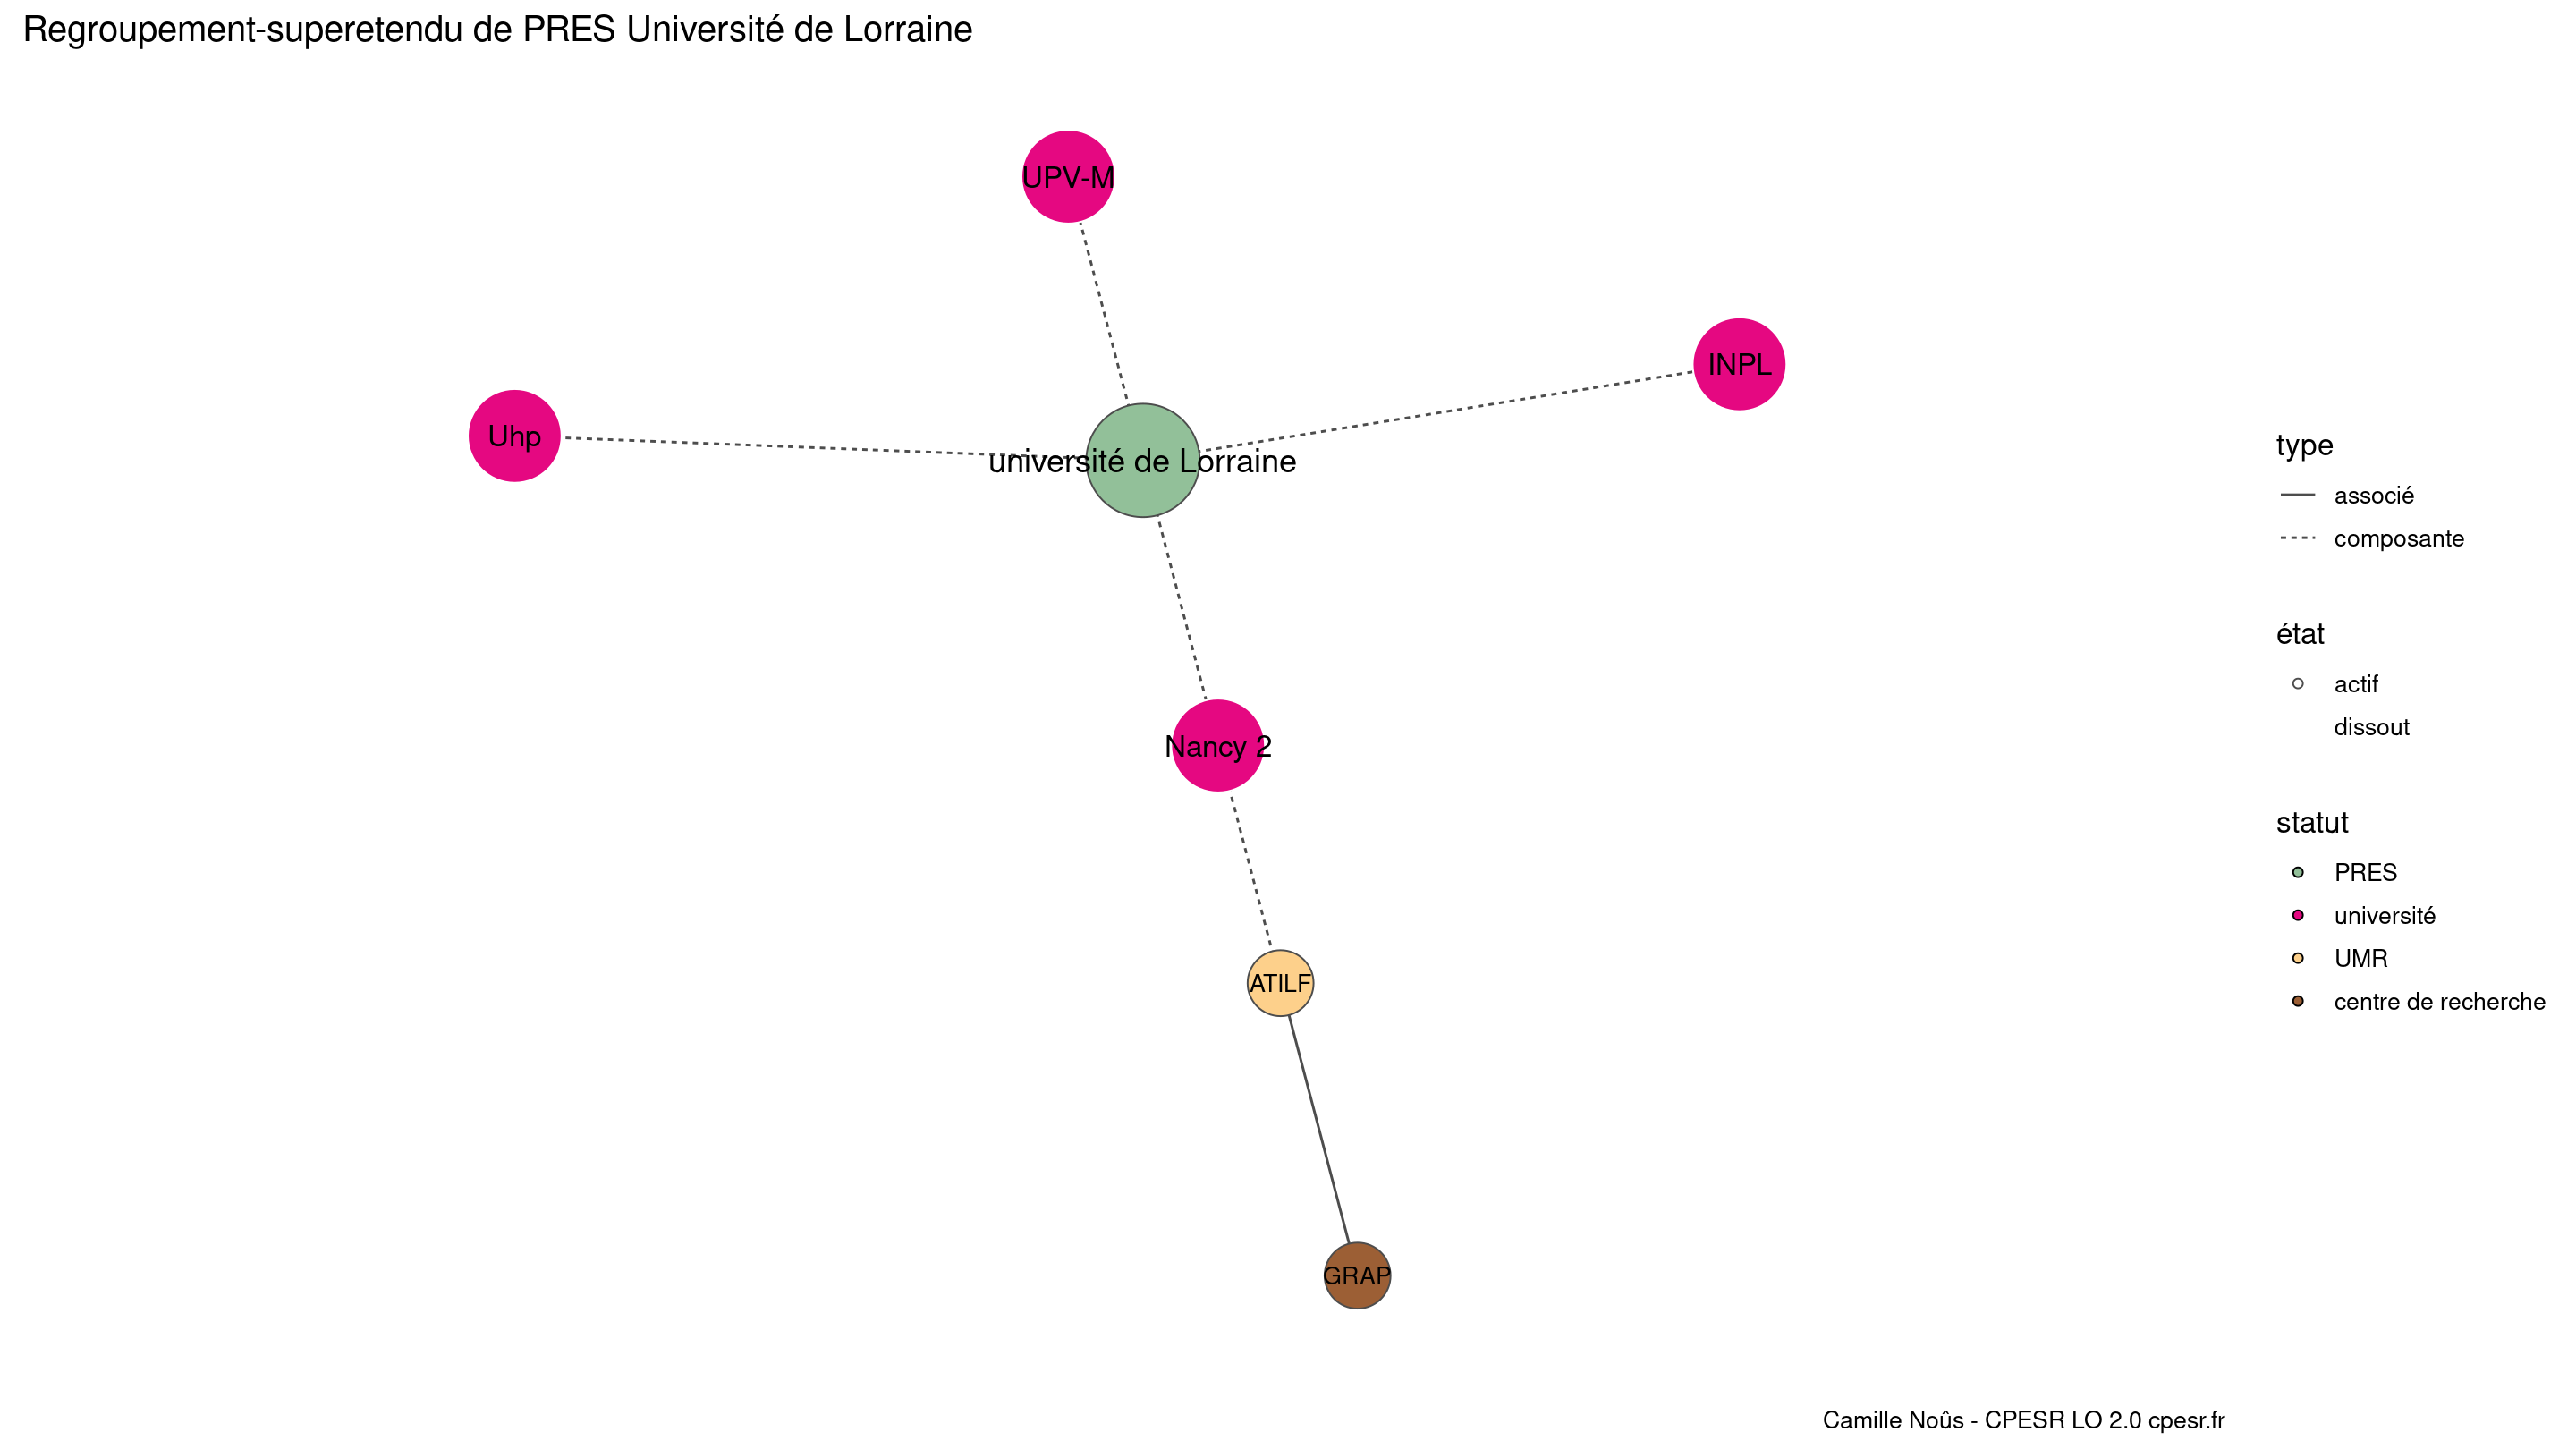 Regroupement-superetendu de PRES Université de Lorraine
UPV-M
INPL
Uhp
université de Lorraine
Nancy 2
ATILF
GRAP
type
associé
composante
état
actif
dissout
statut
PRES
université
UMR
centre de recherche
Camille Noûs - CPESR LO 2.0 cpesr.fr